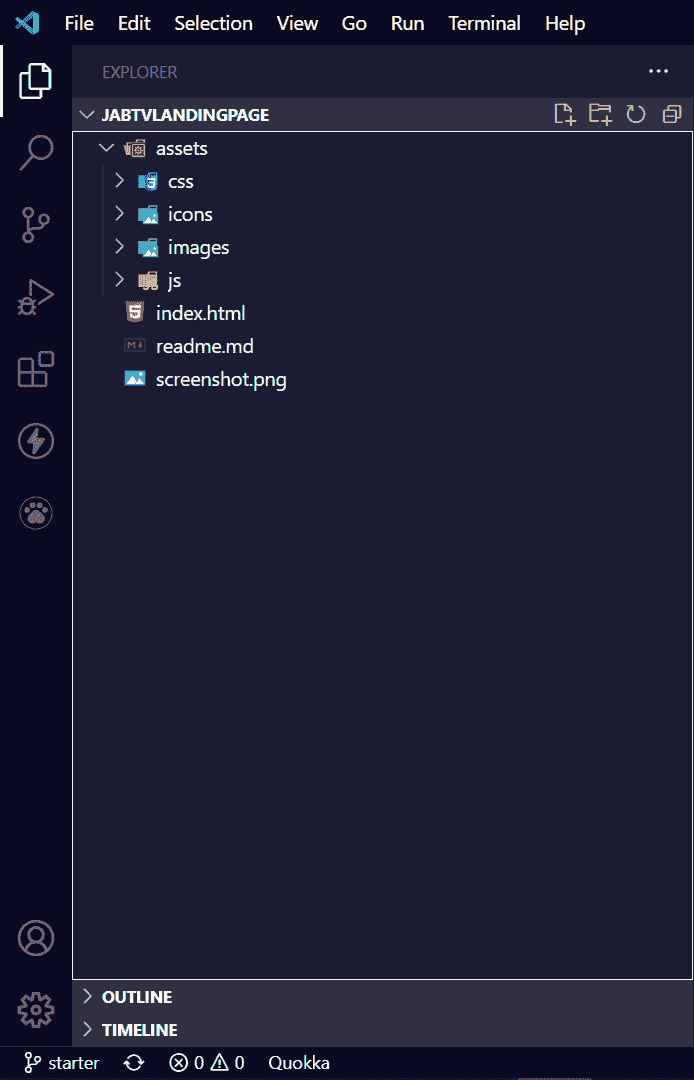 File Edit Selection View Go Run Terminal Help
EXPLORER
JABTVLANDINGPAGE
assets
css
icons
images
js
index.html
readme.md
screenshot.png
OUTLINE
TIMELINE
starter 0 0 Quokka